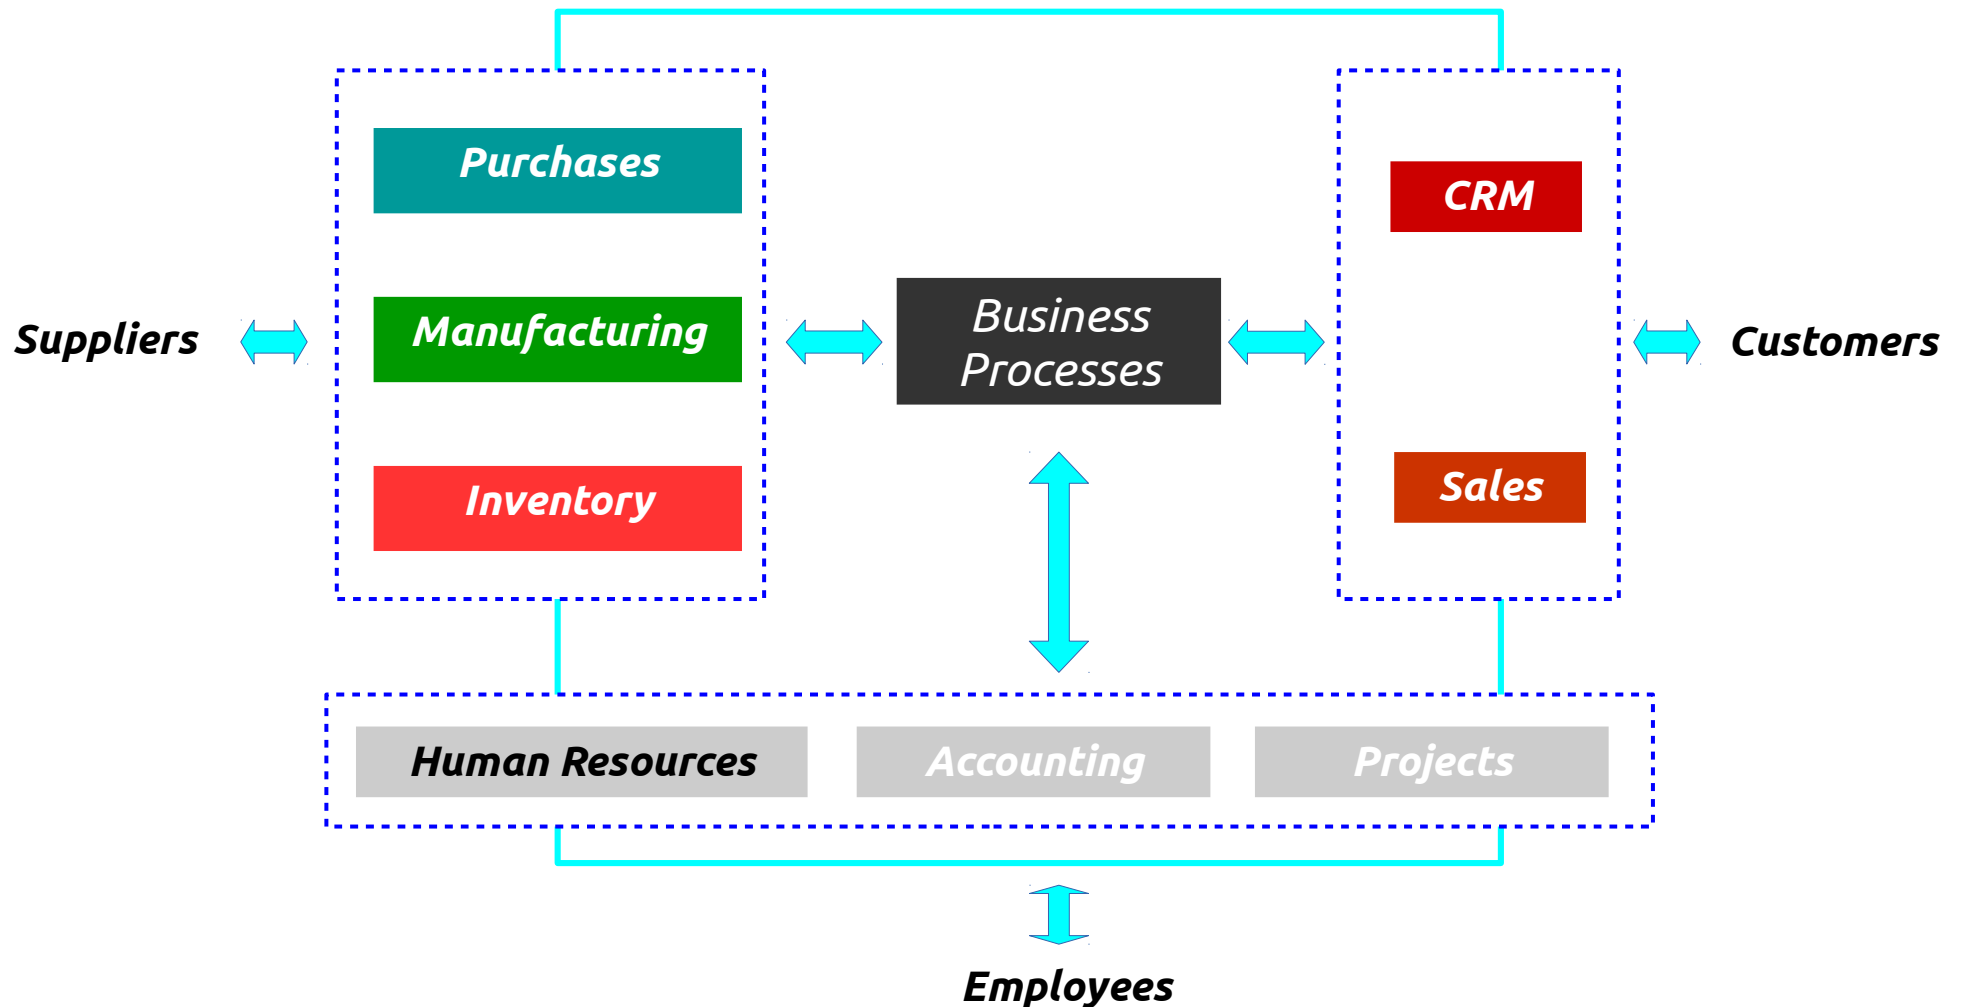 Purchases
CRM
Suppliers
Manufacturing
Business
Processes
Customers
Inventory
Sales
Human Resources
Accounting
Projects
Employees